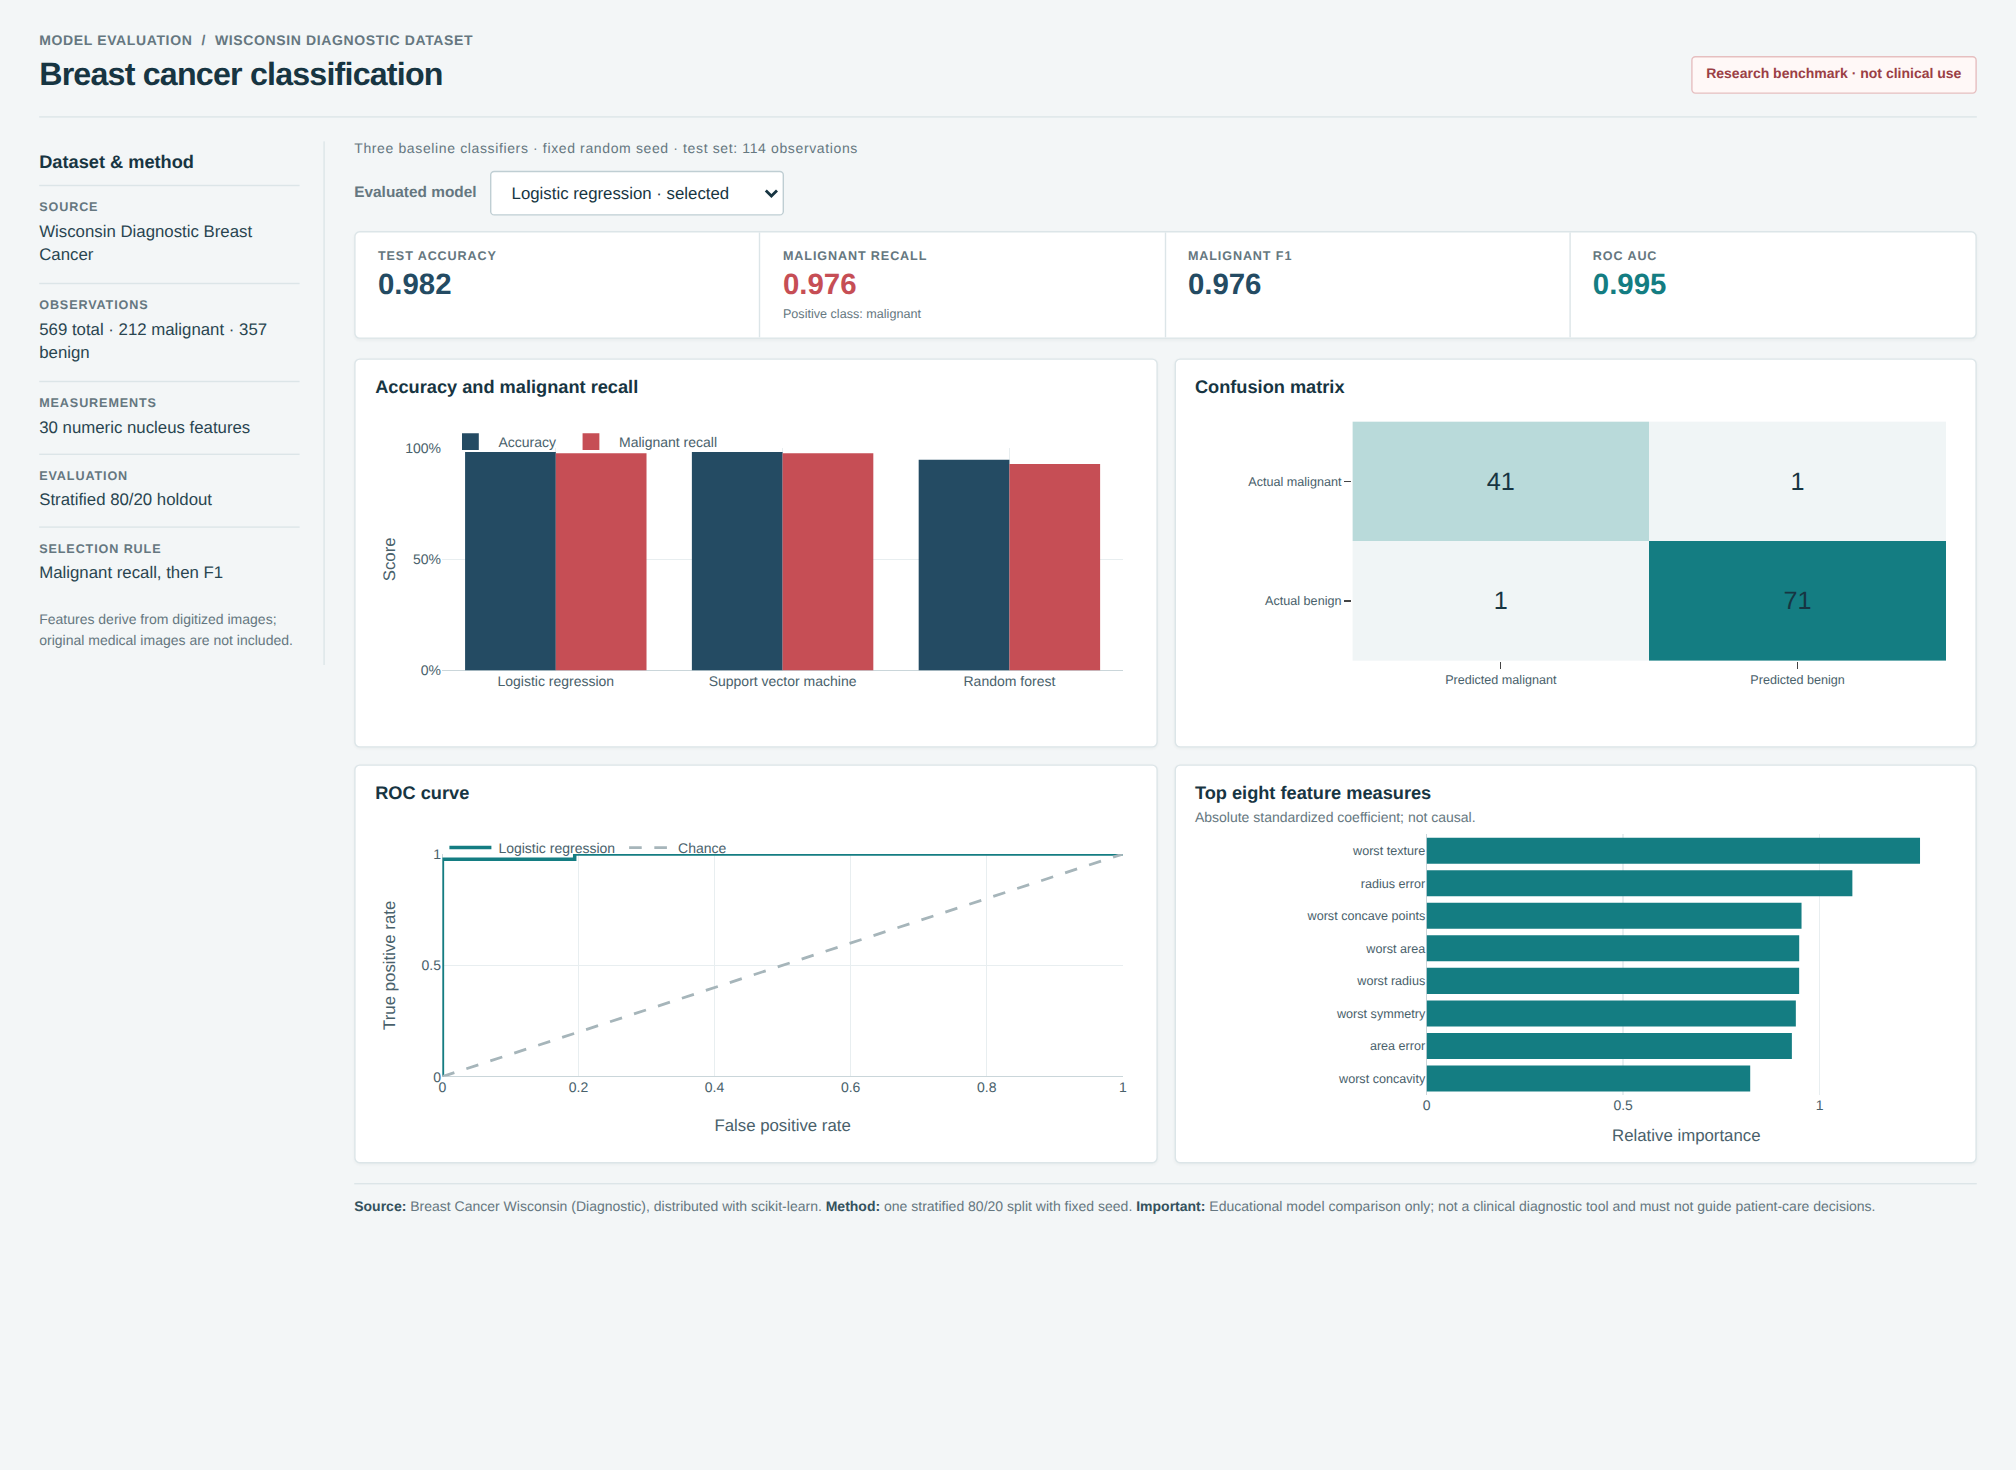 MODEL EVALUATION / WISCONSIN DIAGNOSTIC DATASET
Breast cancer classification
Research benchmark · not clinical use
Dataset & method
SOURCE
Wisconsin Diagnostic Breast
Cancer
OBSERVATIONS
569 total · 212 malignant · 357
benign
MEASUREMENTS
30 numeric nucleus features
EVALUATION
Stratified 80/20 holdout
SELECTION RULE
Malignant recall, then F1
Features derive from digitized images;
original medical images are not included.
Three baseline classifiers · fixed random seed · test set: 114 observations
Evaluated model
Logistic regression · selected
TEST ACCURACY
0.982
MALIGNANT RECALL
0.976
Positive class: malignant
MALIGNANT F1
0.976
ROC AUC
0.995
Accuracy and malignant recall
Accuracy
Malignant recall
100%
50%
0%
Score
Logistic regression
Support vector machine
Random forest
Confusion matrix
Actual malignant
41
1
Actual benign
1
71
Predicted malignant
Predicted benign
ROC curve
Logistic regression
Chance
1
0.5
0
True positive rate
0
0.2
0.4
0.6
0.8
1
False positive rate
Top eight feature measures
Absolute standardized coefficient; not causal.
worst texture
radius error
worst concave points
worst area
worst radius
worst symmetry
area error
worst concavity
0
0.5
1
Relative importance
Source: Breast Cancer Wisconsin (Diagnostic), distributed with scikit-learn. Method: one stratified 80/20 split with fixed seed. Important: Educational model comparison only; not a clinical diagnostic tool and must not guide patient-care decisions.